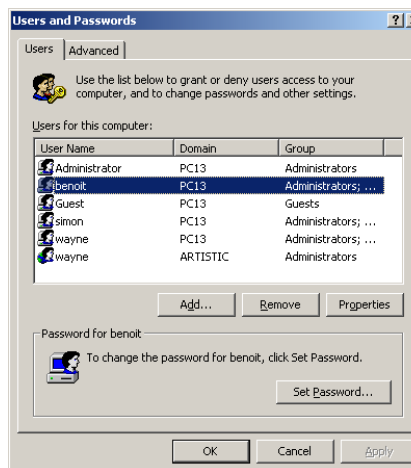 Users and Passwords
Users Advanced
Use the list below to grant or deny users access to your
computer, and to change passwords and other settings.
Users for this computer:
User Name Domain Group
Administrator PC13 Administrators
benoit PC13 Administrators; ...
Guest PC13 Guests
simon PC13 Administrators; ...
wayne PC13 Administrators; ...
wayne ARTISTIC Administrators
Add... Remove Properties
Password for benoit
To change the password for benoit, click Set Password.
Set Password...
OK Cancel Apply